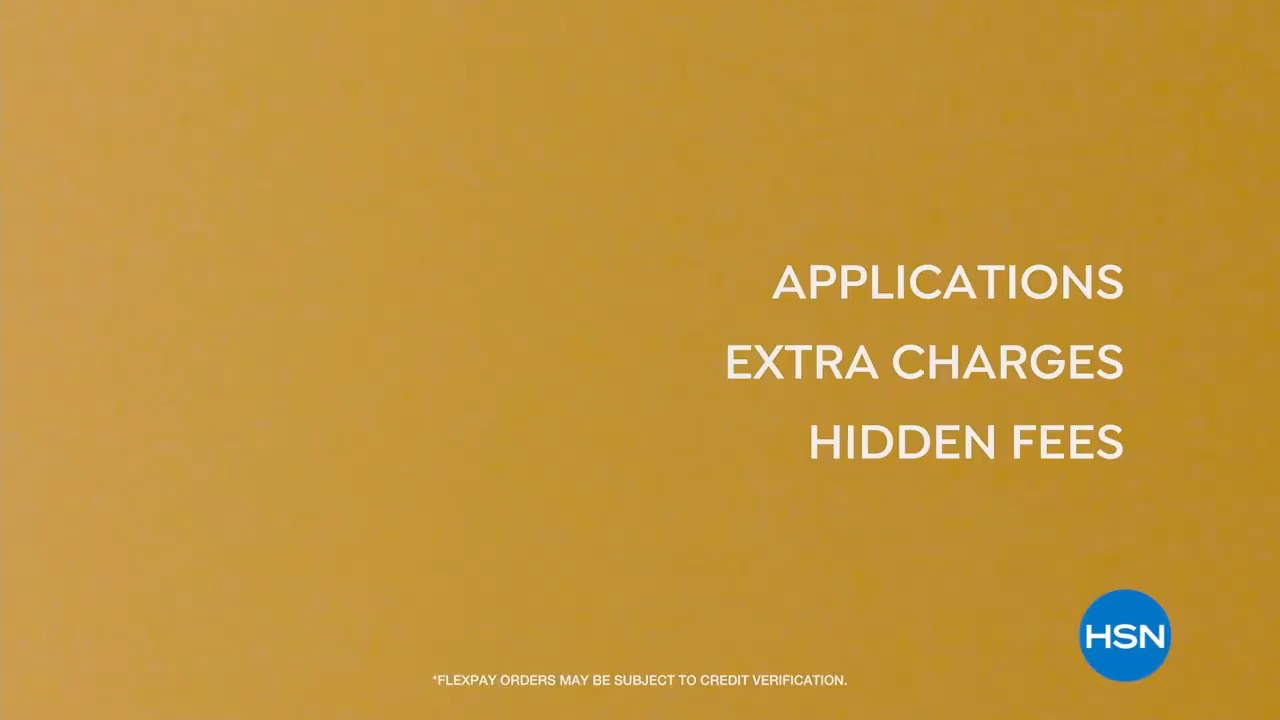 APPLICATIONS
EXTRA CHARGES
HIDDEN FEES
HSN
*FLEXPAY ORDERS MAY BE SUBJECT TO CREDIT VERIFICATION.